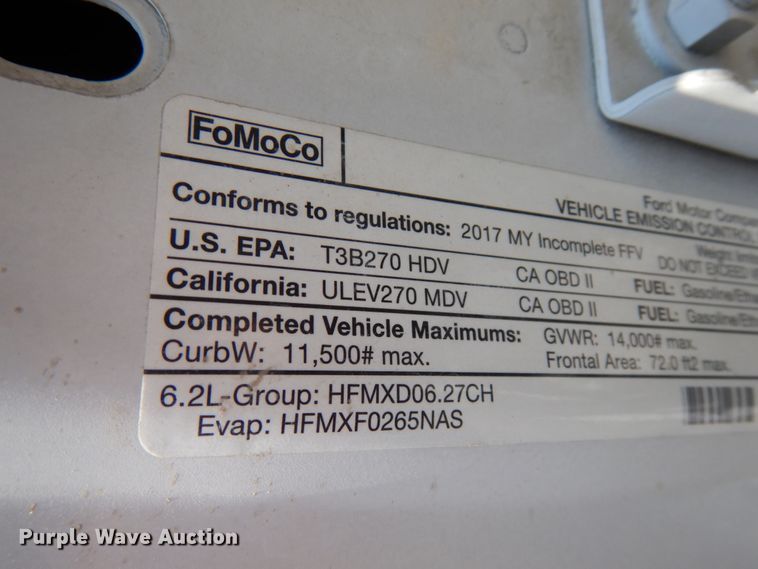 FoMoCo
Ford Motor
VEHICLE EMISSION CONTROL
Conforms to regulations: 2017 MY Incomplete FFV
Weight
U.S. EPA: T3B270 HDV CA OBD II FUEL: Gasoline/
DO NOT EXCEED
California: ULEV270 MDV CA OBD II FUEL: Gasoline/
Completed Vehicle Maximums: GVWR: 14,000# max.
CurbW: 11,500# max. Frontal Area: 72.0 ft2 max.
6.2L-Group: HFMXD06.27CH
Evap: HFMXF0265NAS
Purple Wave Auction